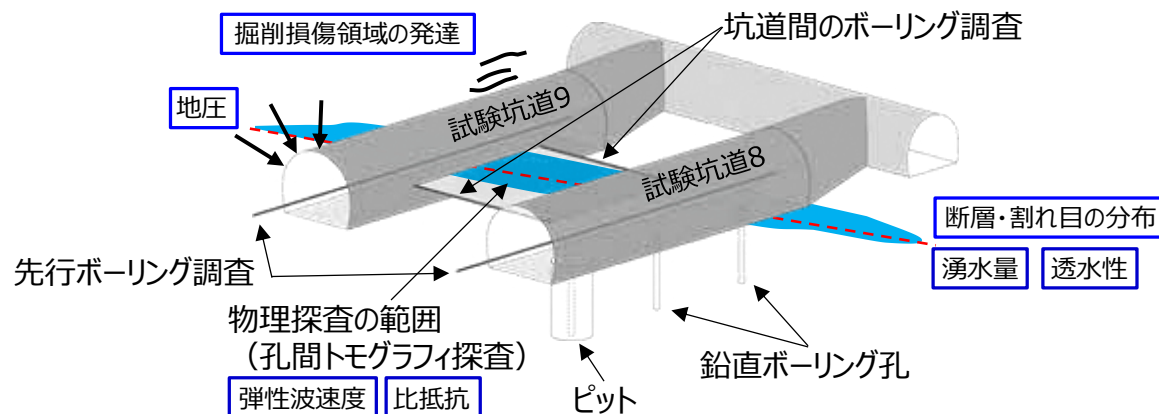 掘削損傷領域の発達
坑道間のボーリング調査
地圧
試験坑道9
試験坑道8
断層・割れ目の分布
湧水量
透水性
先行ボーリング調査
物理探査の範囲
（孔間トモグラフィ探査）
弾性波速度
比抵抗
ピット
鉛直ボーリング孔